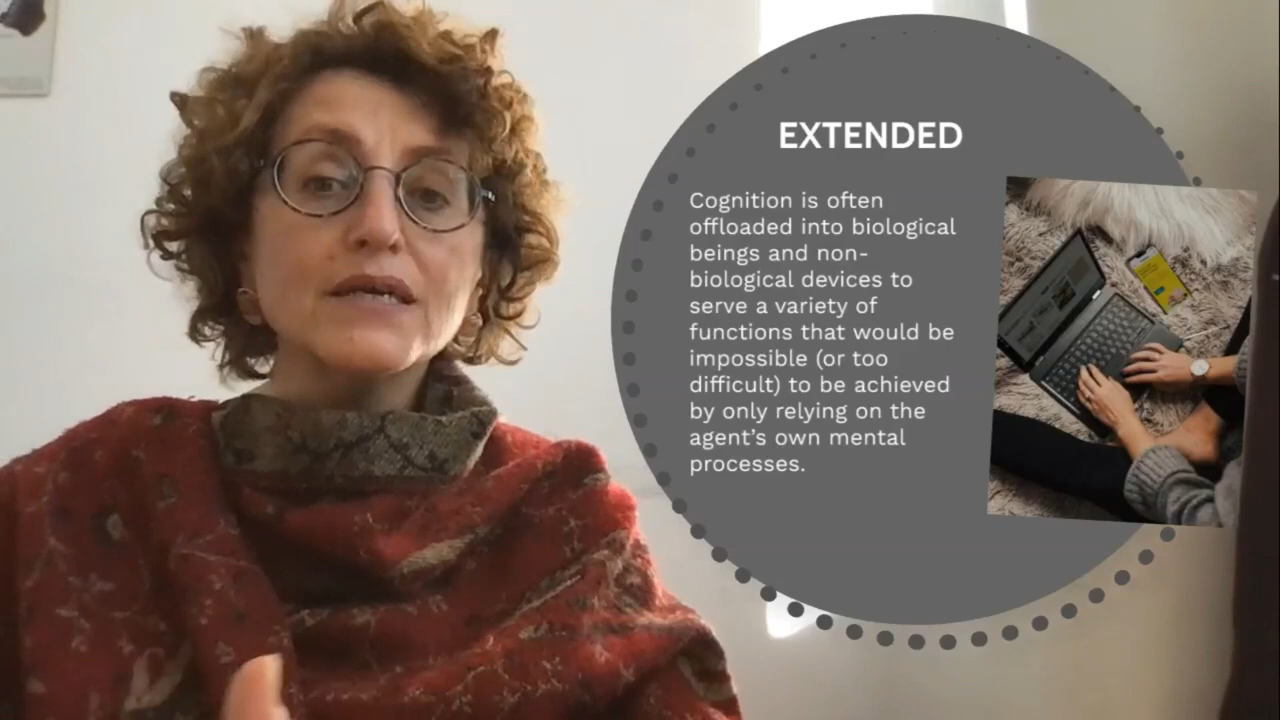 EXTENDED
Cognition is often
offloaded into biological
beings and non-
biological devices to
serve a variety of
functions that would be
impossible (or too
difficult) to be achieved
by only relying on the
agent's own mental
processes.